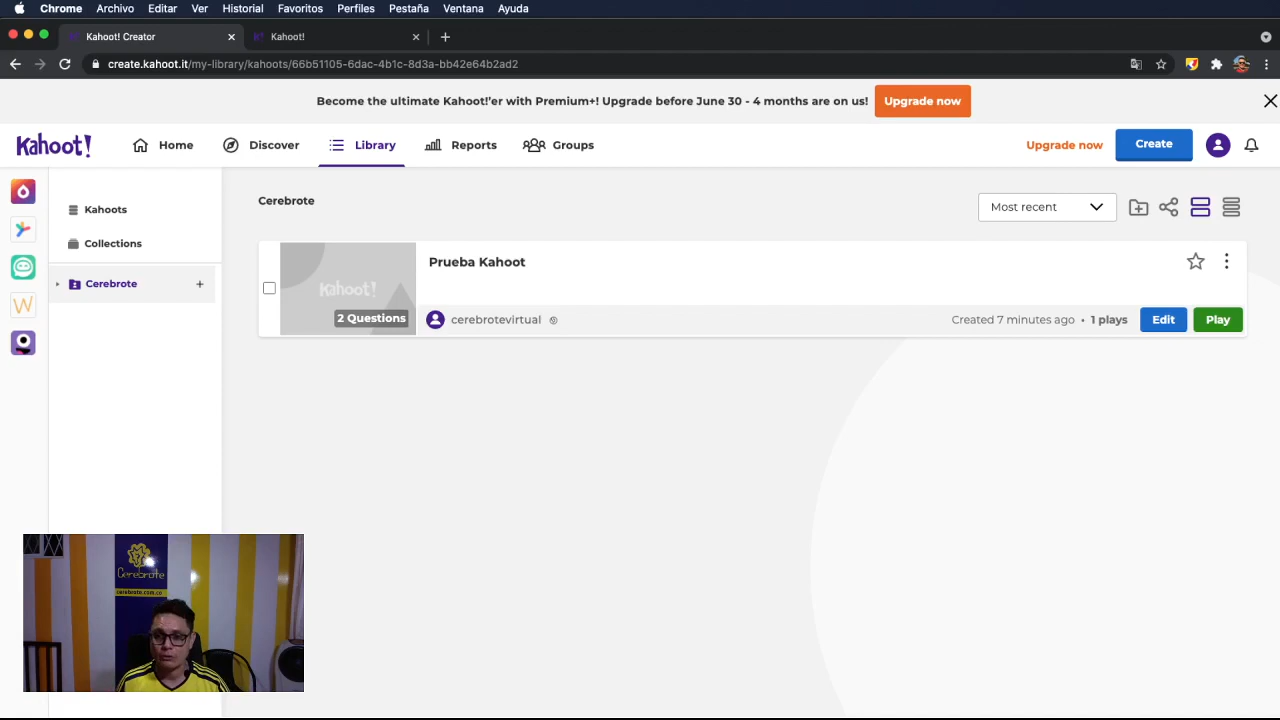 Chrome Archivo Editar Ver Historial Favoritos Perfiles Pestaña Ventana Ayuda
Kahoot! Creator Kahoot!
create.kahoot.it/my-library/kahoots/66b51105-6dac-4b1c-8d3a-bb42e64b2ad2
Become the ultimate Kahoot!'er with Premium+! Upgrade before June 30 - 4 months are on us! Upgrade now
Kahoot! Home Discover Library Reports Groups Upgrade now Create
Kahoots
Collections
Cerebrote
Cerebrote Most recent
Prueba Kahoot
Kahoot!
2 Questions
cerebrotevirtual Created 7 minutes ago • 1 plays Edit Play
W
Cerebrote
cerebrote.com.co